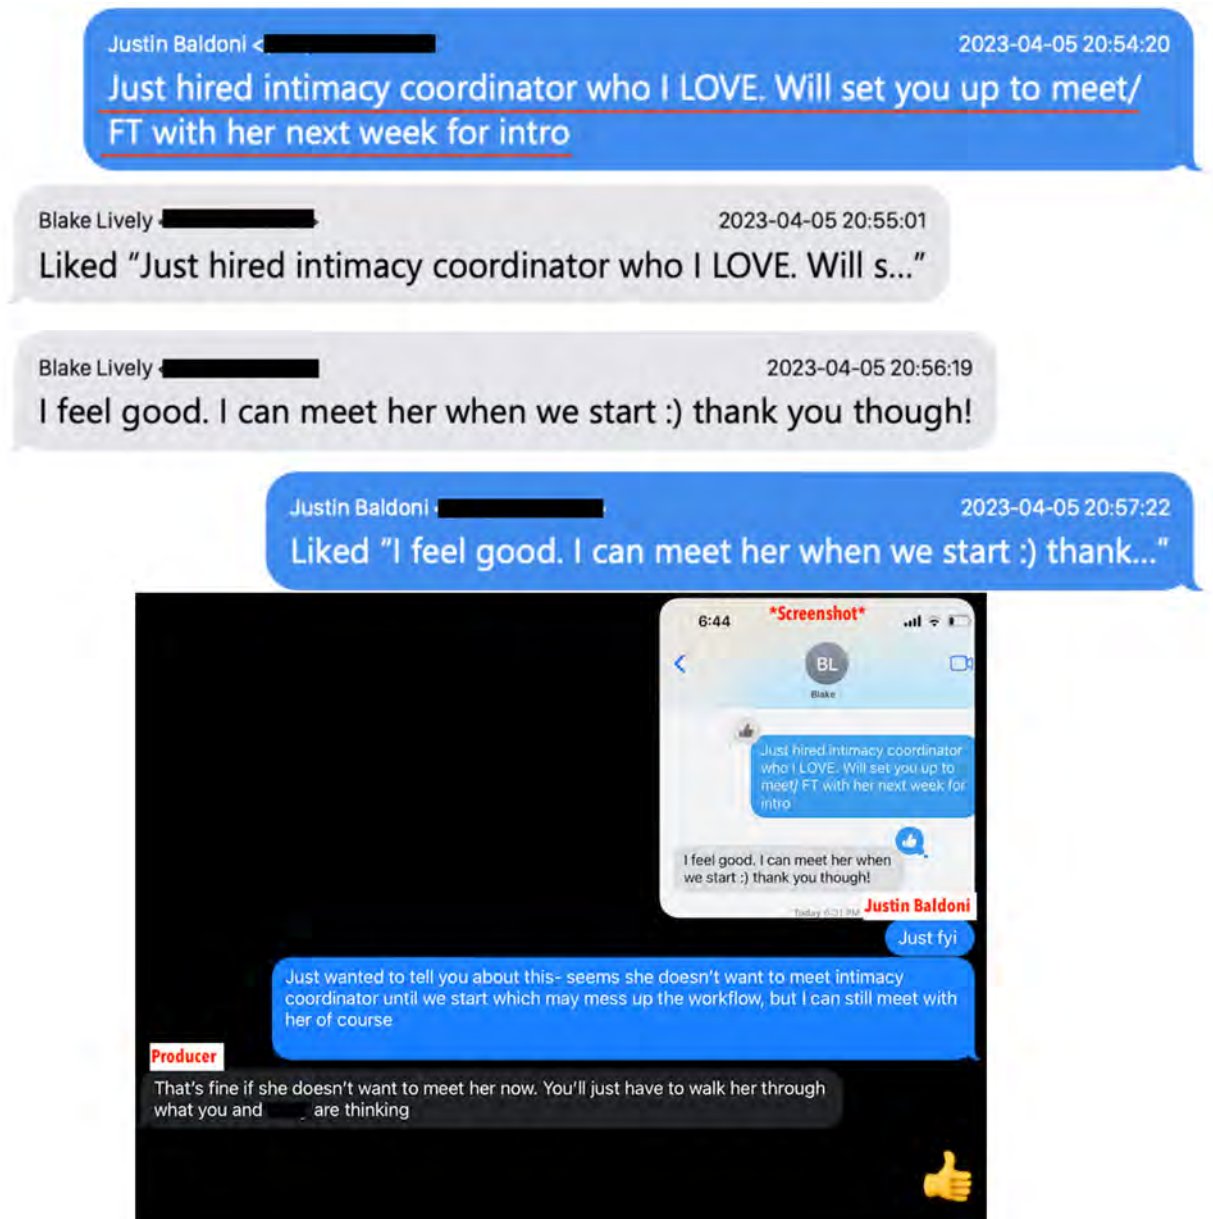 Justin Baldoni <
2023-04-05 20:54:20
Just hired intimacy coordinator who I LOVE. Will set you up to meet/
FT with her next week for intro
Blake Lively
2023-04-05 20:55:01
Liked “Just hired intimacy coordinator who I LOVE. Will s...”
Blake Lively
2023-04-05 20:56:19
I feel good. I can meet her when we start :) thank you though!
Justin Baldoni
2023-04-05 20:57:22
Liked “I feel good. I can meet her when we start :) thank...”
6:44
*Screenshot*
BL
Blake
Just hired intimacy coordinator
who I LOVE. Will set you up to
meet/ FT with her next week for
intro
I feel good. I can meet her when
we start :) thank you though!
Today 6:31 PM
Justin Baldoni
Just fyi
Just wanted to tell you about this- seems she doesn’t want to meet intimacy
coordinator until we start which may mess up the workflow, but I can still meet with
her of course
Producer
That’s fine if she doesn’t want to meet her now. You’ll just have to walk her through
what you and are thinking